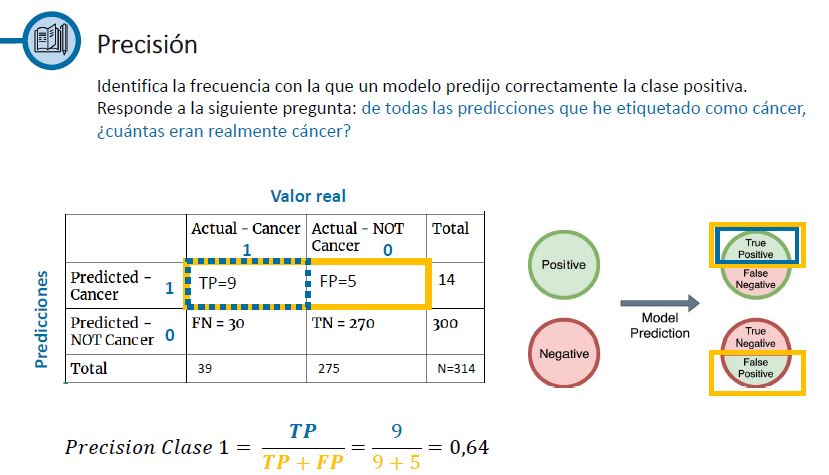 Precisión
Identifica la frecuencia con la que un modelo predijo correctamente la clase positiva.
Responde a la siguiente pregunta: de todas las predicciones que he etiquetado como cáncer,
¿cuántas eran realmente cáncer?
Valor real
Predicciones
Actual - Cancer 1
Actual - NOT Cancer 0
Total
Predicted - Cancer 1
TP=9
FP=5
14
Predicted - NOT Cancer 0
FN = 30
TN = 270
300
Total
39
275
N=314
Positive
Negative
Model
Prediction
True
Positive
False
Negative
True
Negative
False
Positive
Precision Clase 1 = TP / TP + FP = 9 / 9 + 5 = 0,64